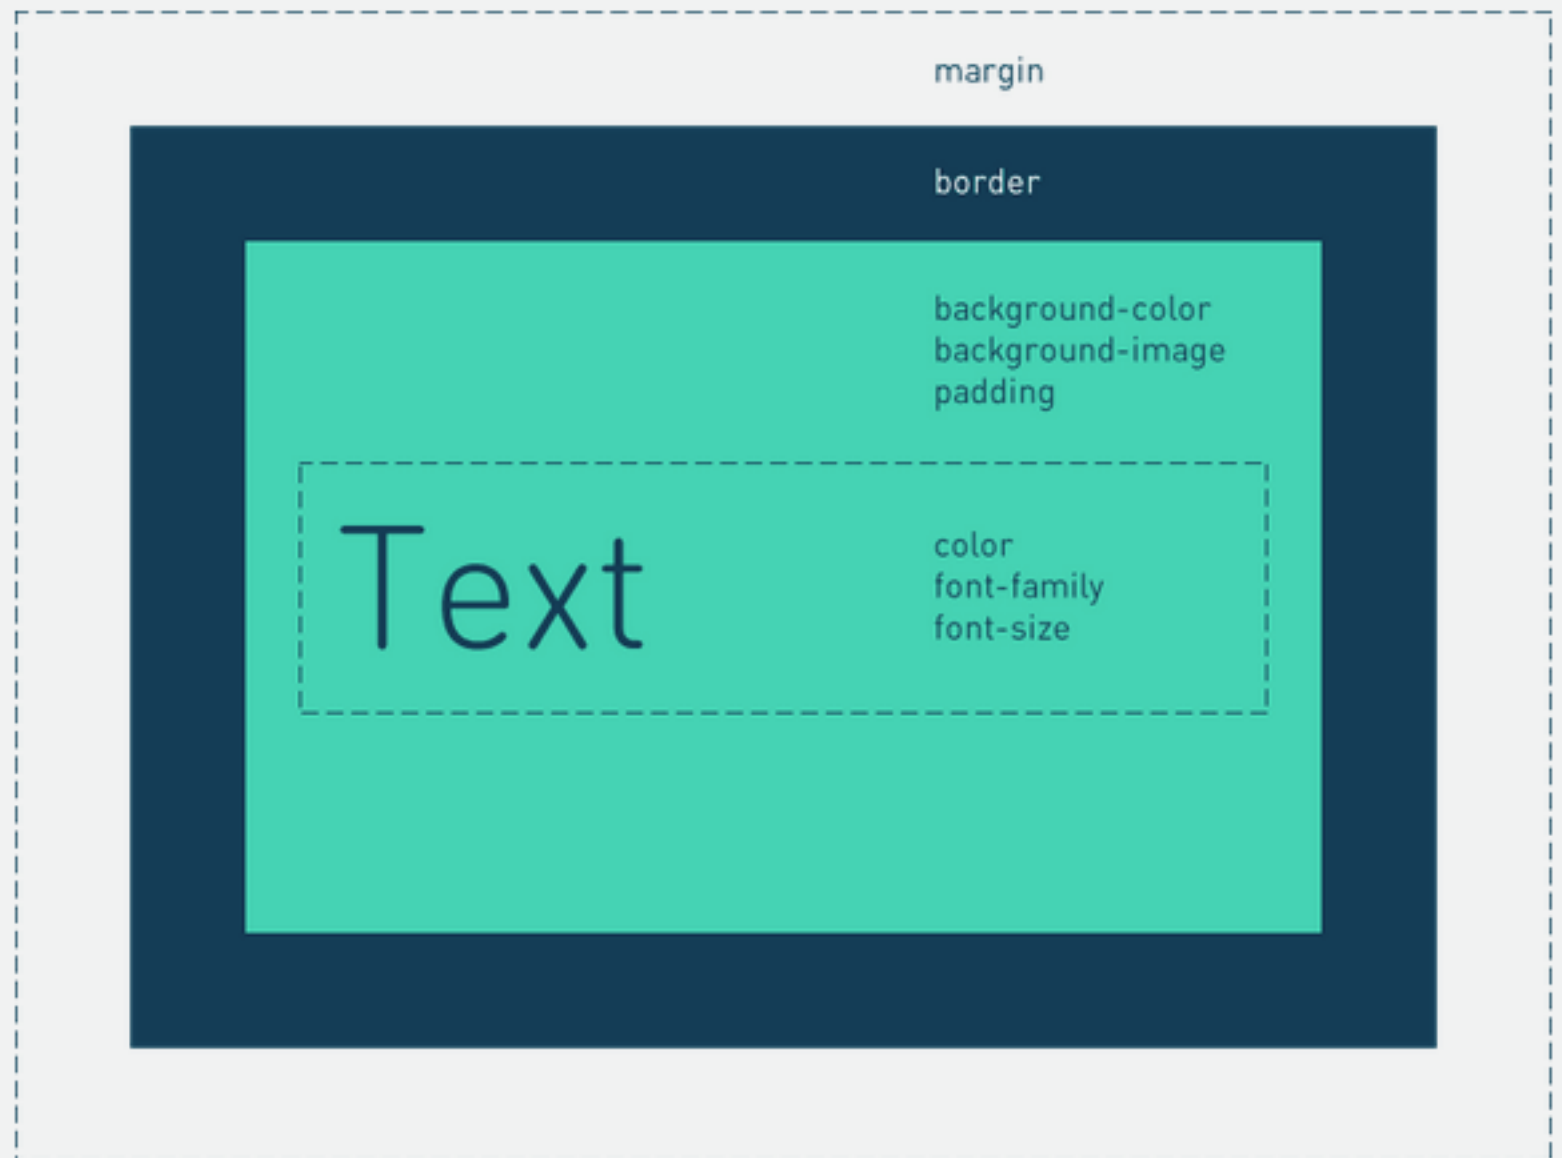 margin
border
background-color
background-image
padding
Text
color
font-family
font-size